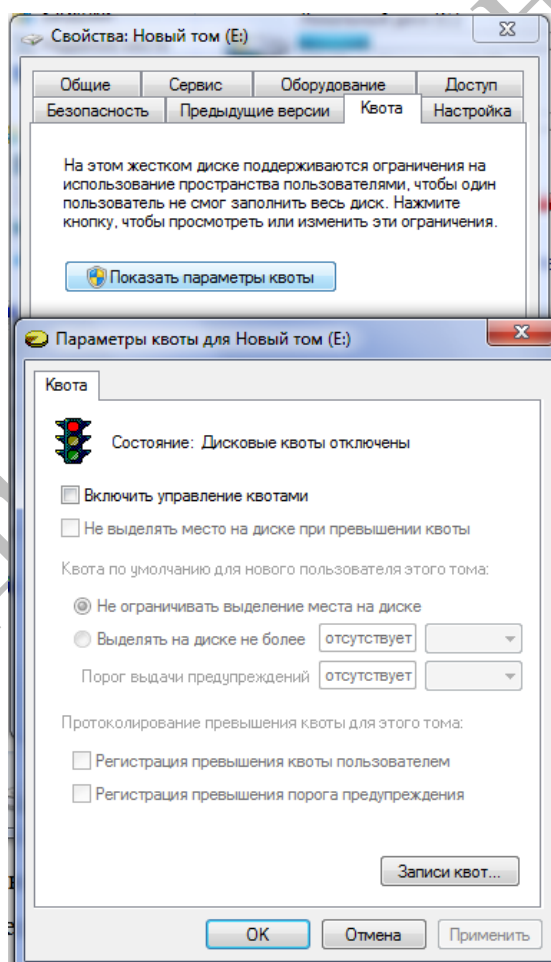 Свойства: Новый том (E:)
Общие Сервис Оборудование Доступ
Безопасность Предыдущие версии Квота Настройка
На этом жестком диске поддерживаются ограничения на
использование пространства пользователями, чтобы один
пользователь не смог заполнить весь диск. Нажмите
кнопку, чтобы просмотреть или изменить эти ограничения.
Показать параметры квоты
Параметры квоты для Новый том (E:)
Квота
Состояние: Дисковые квоты отключены
Включить управление квотами
Не выделять место на диске при превышении квоты
Квота по умолчанию для нового пользователя этого тома:
Не ограничивать выделение места на диске
Выделять на диске не более отсутствует
Порог выдачи предупреждений отсутствует
Протоколирование превышения квоты для этого тома:
Регистрация превышения квоты пользователем
Регистрация превышения порога предупреждения
Записи квот...
OK Отмена Применить